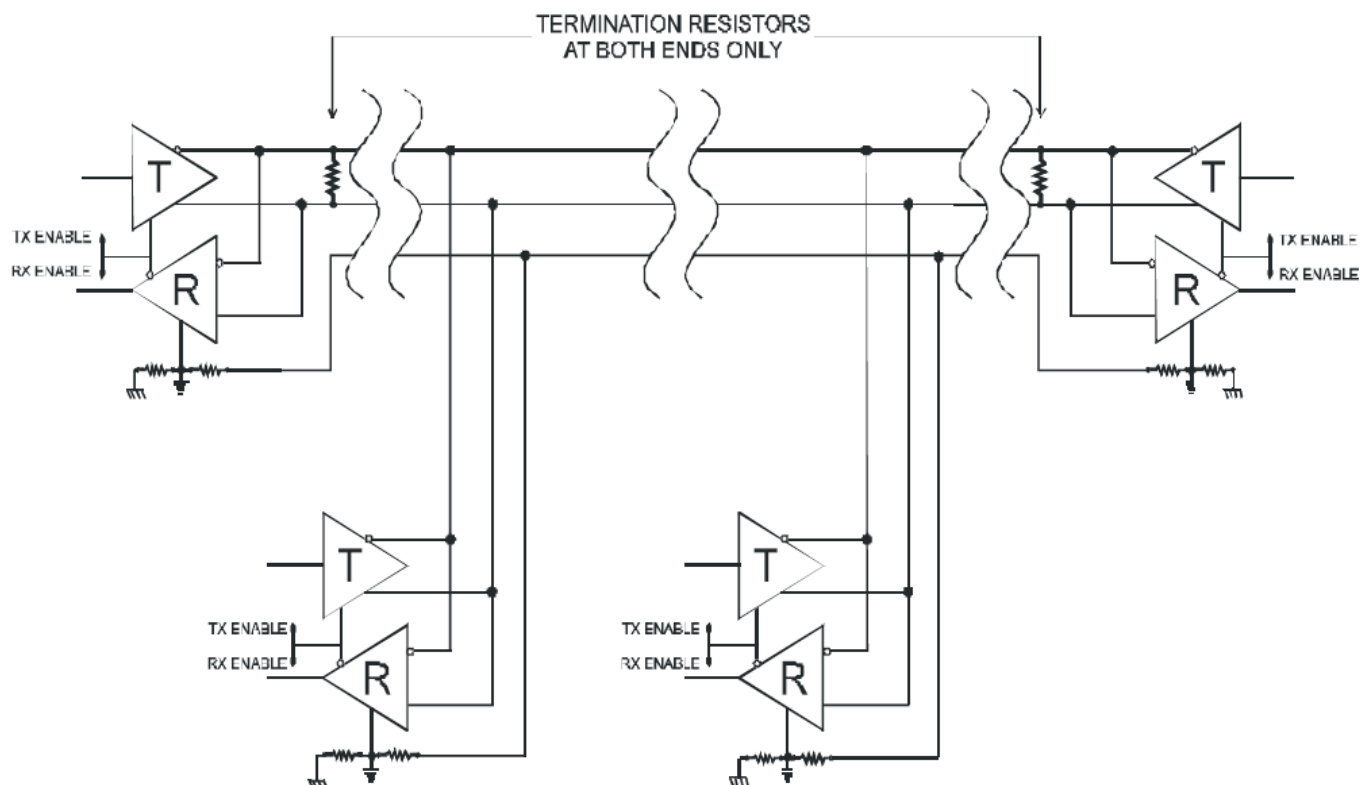 TERMINATION RESISTORS
AT BOTH ENDS ONLY
T
T
TX ENABLE
RX ENABLE
R
TX ENABLE
RX ENABLE
R
T
T
TX ENABLE
RX ENABLE
R
TX ENABLE
RX ENABLE
R